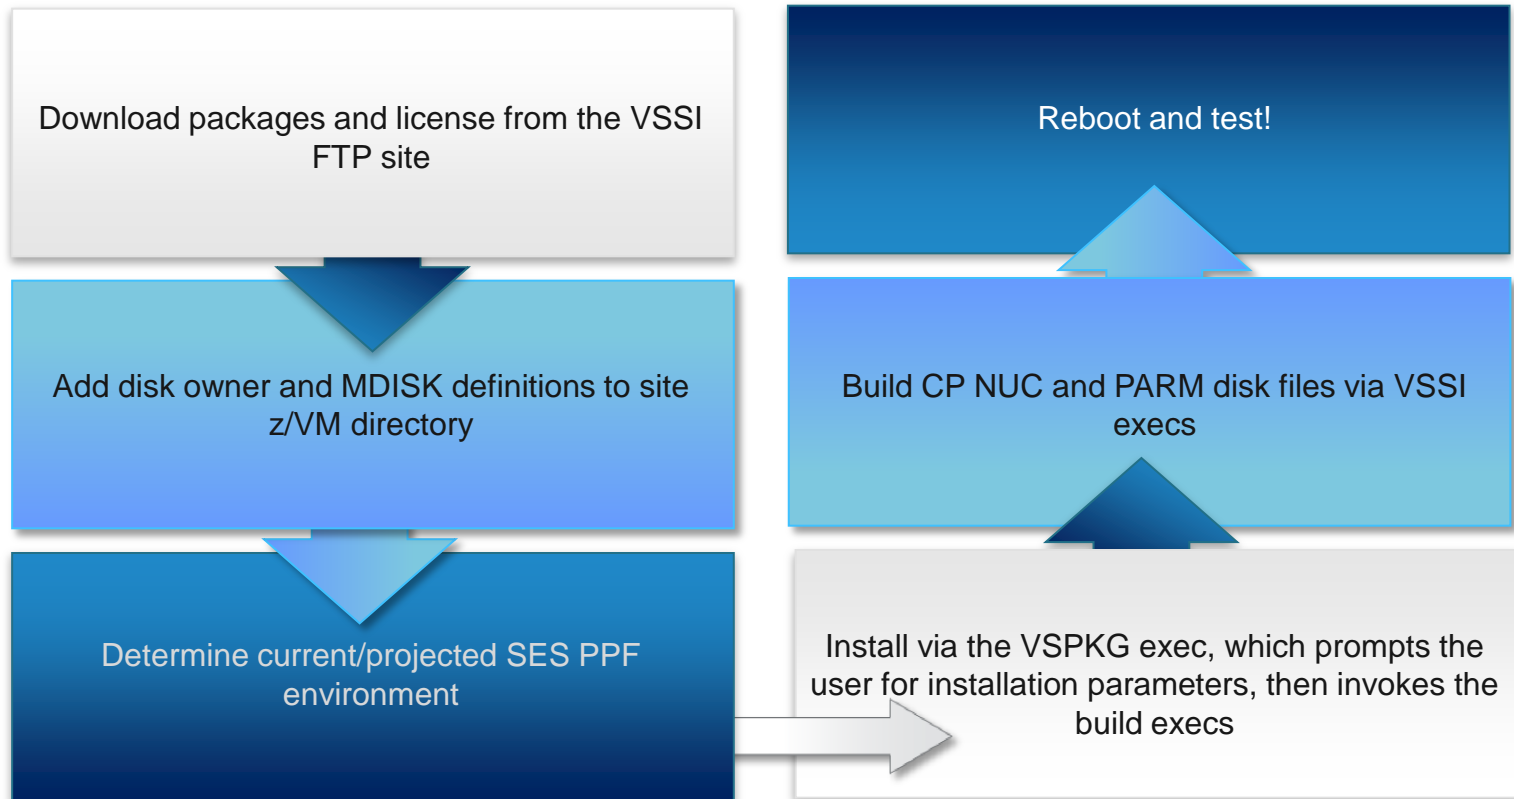 Download packages and license from the VSSI
FTP site
Add disk owner and MDISK definitions to site
z/VM directory
Determine current/projected SES PPF
environment
Install via the VSPKG exec, which prompts the
user for installation parameters, then invokes the
build execs
Build CP NUC and PARM disk files via VSSI
execs
Reboot and test!